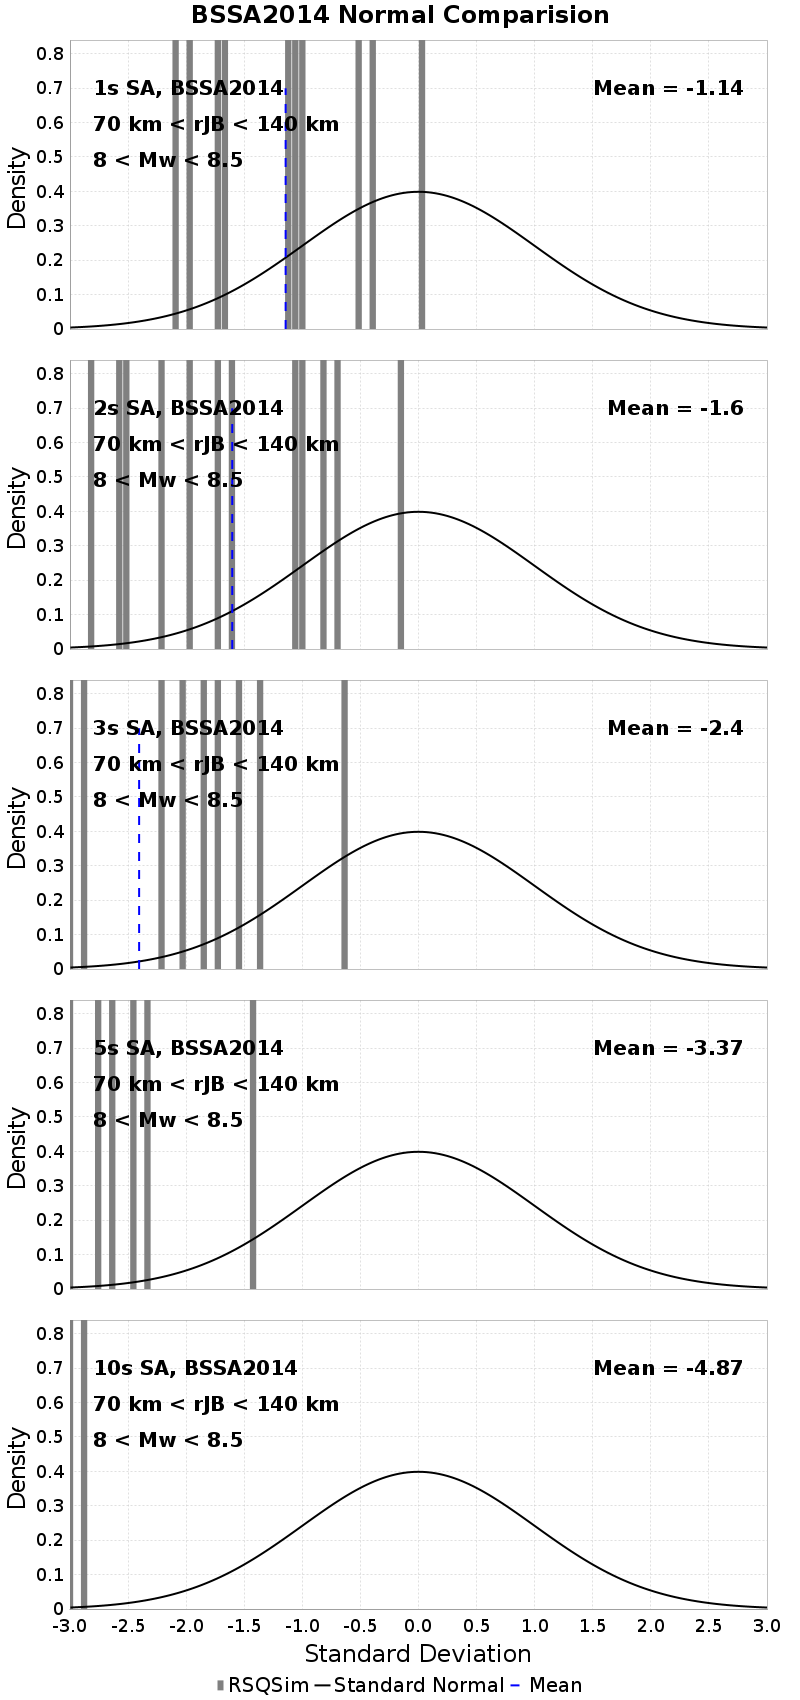 BSSA2014 Normal Comparision
0.8
0.7
0.6
0.5
0.4
0.3
0.2
0.1
0
Density
1s SA, BSSA2014
Mean = -1.14
70 km < rJB < 140 km
8 < Mw < 8.5
0.8
0.7
0.6
0.5
0.4
0.3
0.2
0.1
0
Density
2s SA, BSSA2014
Mean = -1.6
70 km < rJB < 140 km
8 < Mw < 8.5
0.8
0.7
0.6
0.5
0.4
0.3
0.2
0.1
0
Density
3s SA, BSSA2014
Mean = -2.4
70 km < rJB < 140 km
8 < Mw < 8.5
0.8
0.7
0.6
0.5
0.4
0.3
0.2
0.1
0
Density
5s SA, BSSA2014
Mean = -3.37
70 km < rJB < 140 km
8 < Mw < 8.5
0.8
0.7
0.6
0.5
0.4
0.3
0.2
0.1
0
Density
10s SA, BSSA2014
Mean = -4.87
70 km < rJB < 140 km
8 < Mw < 8.5
-3.0 -2.5 -2.0 -1.5 -1.0 -0.5 0.0 0.5 1.0 1.5 2.0 2.5 3.0
Standard Deviation
RSQSim Standard Normal Mean